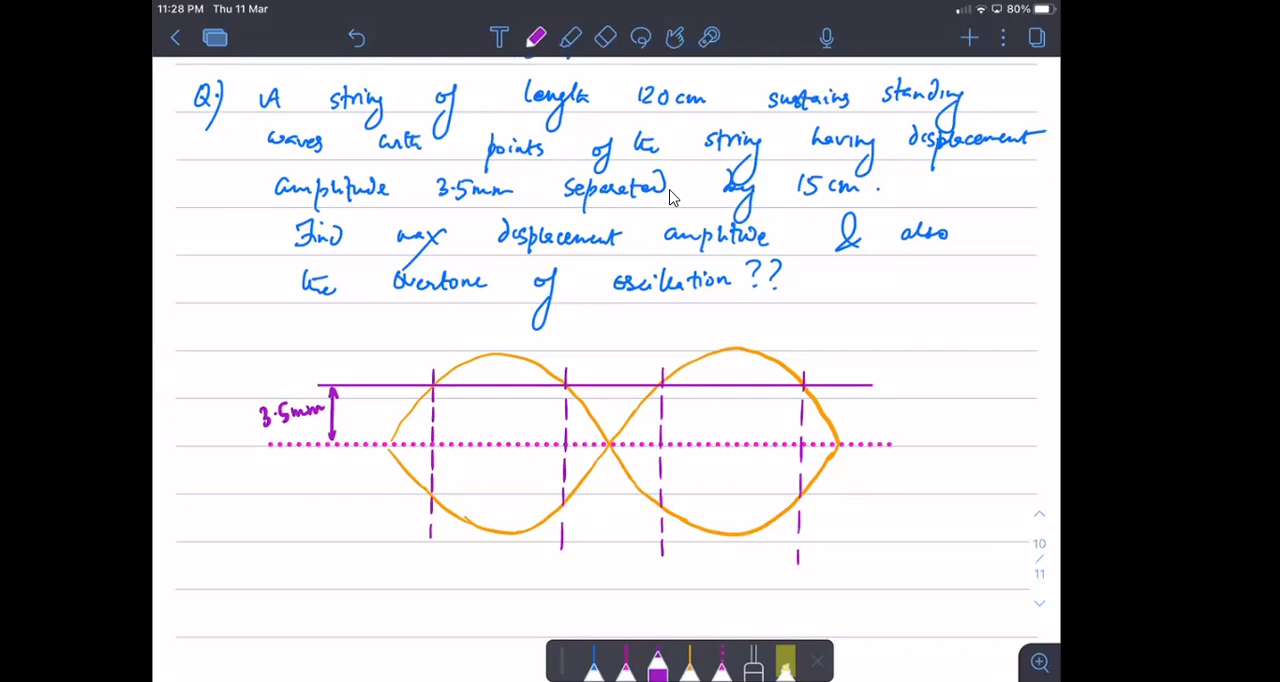 11:28 PM Thu 11 Mar
80%
Q.) A string of length 120 cm sustains standing
waves with points of the string having displacement
amplitude 3.5mm separated by 15 cm.
Find max displacement amplitude & also
the overtone of oscillation ??
3.5mm
10
/
11